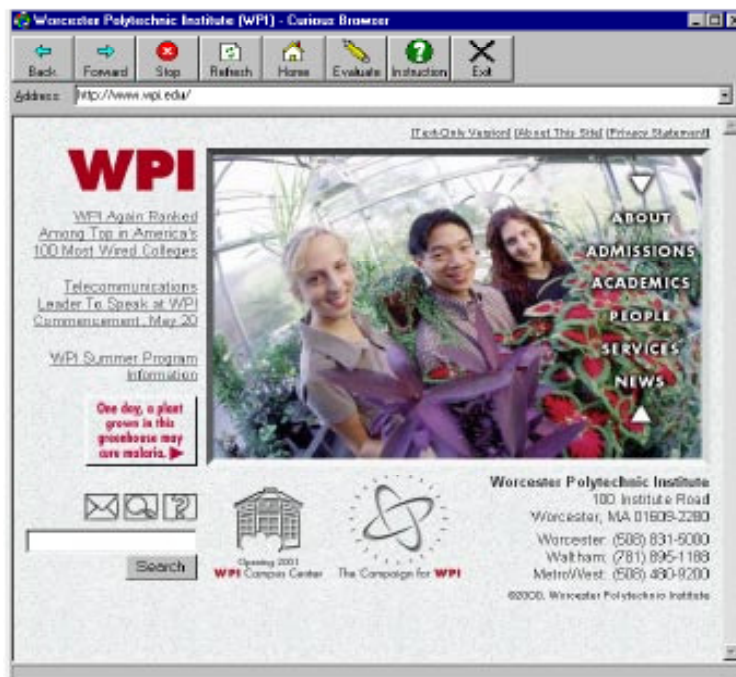 Worcester Polytechnic Institute (WPI) - Curious Browser
Back Forward Stop Refresh Home Evaluate Instruction Exit
Address: http://www.wpi.edu/
[Text-Only Version] [About This Site] [Privacy Statement]
WPI
WPI Again Ranked
Among Top in America's
100 Most Wired Colleges
Telecommunications
Leader To Speak at WPI
Commencement, May 20
WPI Summer Program
Information
One day, a plant
grown in this
greenhouse may
cure malaria.
ABOUT
ADMISSIONS
ACADEMICS
PEOPLE
SERVICES
NEWS
Search
Opening 2001
WPI Campus Center
The Campaign for WPI
Worcester Polytechnic Institute
100 Institute Road
Worcester, MA 01609-2280
Worcester: (508) 831-5000
Waltham: (781) 895-1188
MetroWest: (508) 480-9200
©2000, Worcester Polytechnic Institute